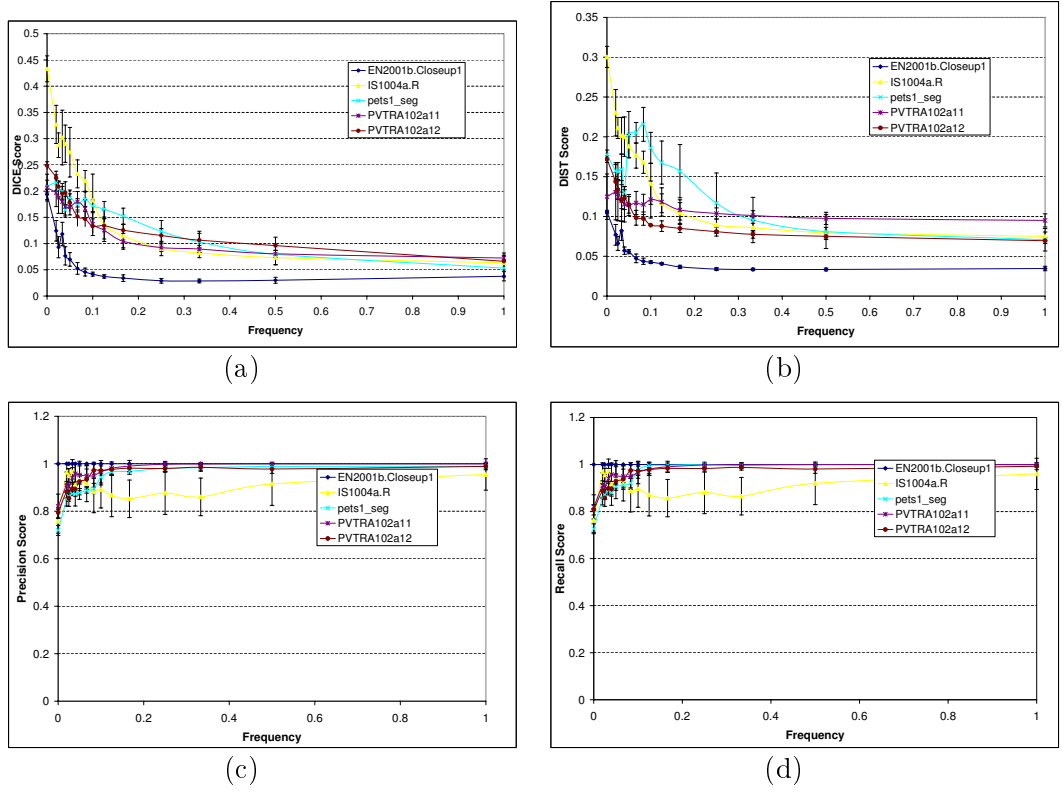 0.5
0.45
0.4
0.35
0.3
0.25
0.2
0.15
0.1
0.05
0
DICE Score
EN2001b.Closeup1
IS1004a.R
pets1_seg
PVTRA102a11
PVTRA102a12
0 0.1 0.2 0.3 0.4 0.5 0.6 0.7 0.8 0.9 1
Frequency
(a)
0.35
0.3
0.25
0.2
0.15
0.1
0.05
0
DIST Score
EN2001b.Closeup1
IS1004a.R
pets1_seg
PVTRA102a11
PVTRA102a12
0 0.1 0.2 0.3 0.4 0.5 0.6 0.7 0.8 0.9 1
Frequency
(b)
1.2
1
0.8
0.6
0.4
0.2
0
Precision Score
EN2001b.Closeup1
IS1004a.R
pets1_seg
PVTRA102a11
PVTRA102a12
0 0.2 0.4 0.6 0.8 1
Frequency
(c)
1.2
1
0.8
0.6
0.4
0.2
0
Recall Score
EN2001b.Closeup1
IS1004a.R
pets1_seg
PVTRA102a11
PVTRA102a12
0 0.2 0.4 0.6 0.8 1
Frequency
(d)